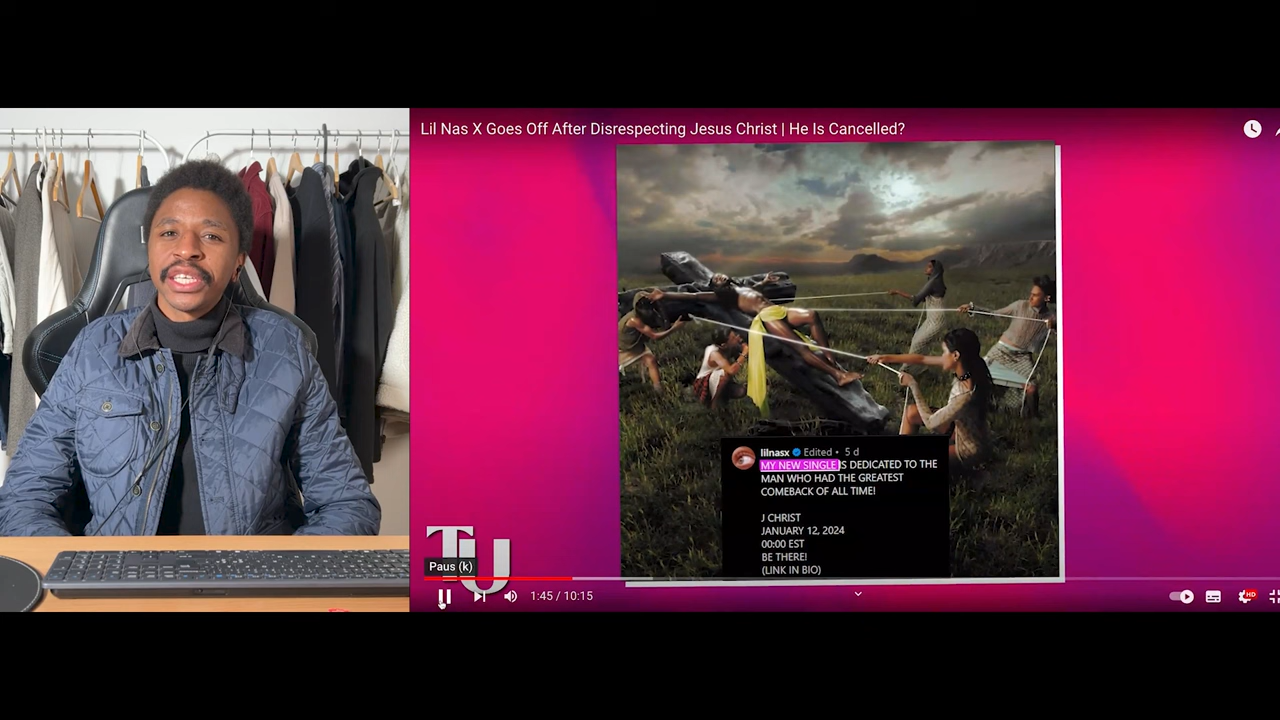 Lil Nas X Goes Off After Disrespecting Jesus Christ | He Is Cancelled?
lilnasx Edited • 5 d
MY NEW SINGLE IS DEDICATED TO THE
MAN WHO HAD THE GREATEST
COMEBACK OF ALL TIME!
J CHRIST
JANUARY 12, 2024
00:00 EST
BE THERE!
(LINK IN BIO)
TU
Paus (k)
1:45 / 10:15
HD